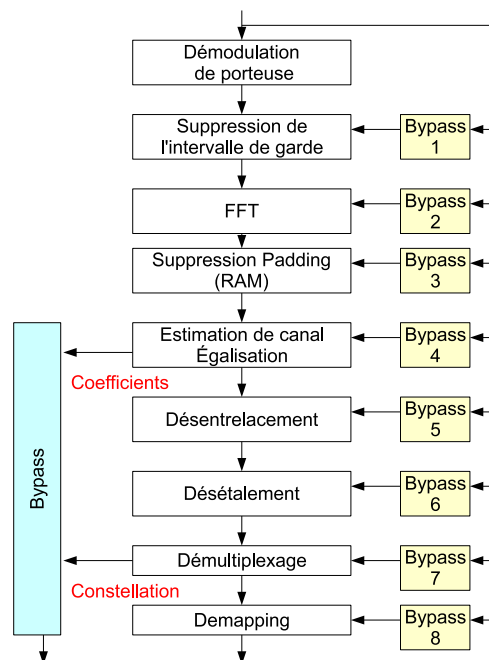 Démodulation
de porteuse
Suppression de
l'intervalle de garde
Bypass
1
FFT
Bypass
2
Suppression Padding
(RAM)
Bypass
3
Estimation de canal
Égalisation
Bypass
4
Coefficients
Désentrelacement
Bypass
5
Bypass
Désétalement
Bypass
6
Démultiplexage
Bypass
7
Constellation
Demapping
Bypass
8